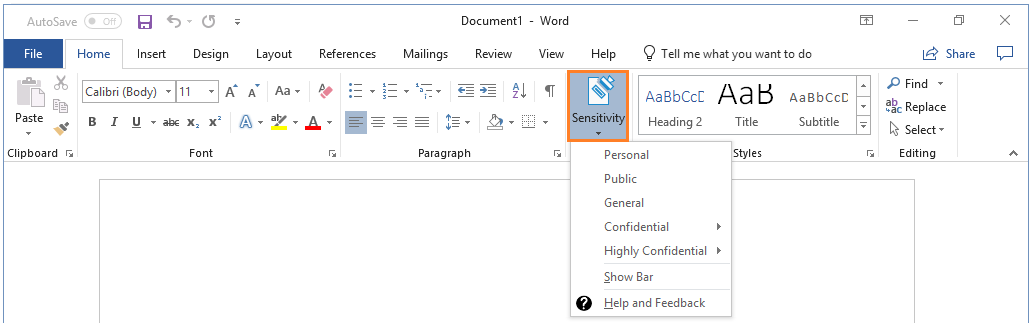 AutoSave Off Document1 - Word
File Home Insert Design Layout References Mailings Review View Help Tell me what you want to do Share
Calibri (Body) 11 A A Aa A
Paste
B I U abc x₂ x² A ab A
Clipboard Font Paragraph
Sensitivity
AaBbCcD AaB AaBbCcD
Heading 2 Title Subtitle
Styles
Find
Replace
Select
Editing
Personal
Public
General
Confidential
Highly Confidential
Show Bar
? Help and Feedback